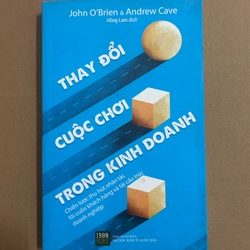 John O'Brien & Andrew Cave
Hồng Lam dịch
THAY ĐỔI
CUỘC CHƠI
TRONG KINH DOANH
Chiến lược thu hút nhân tài,
lôi cuốn khách hàng và tái cấu trúc
doanh nghiệp
1980
BOOKS